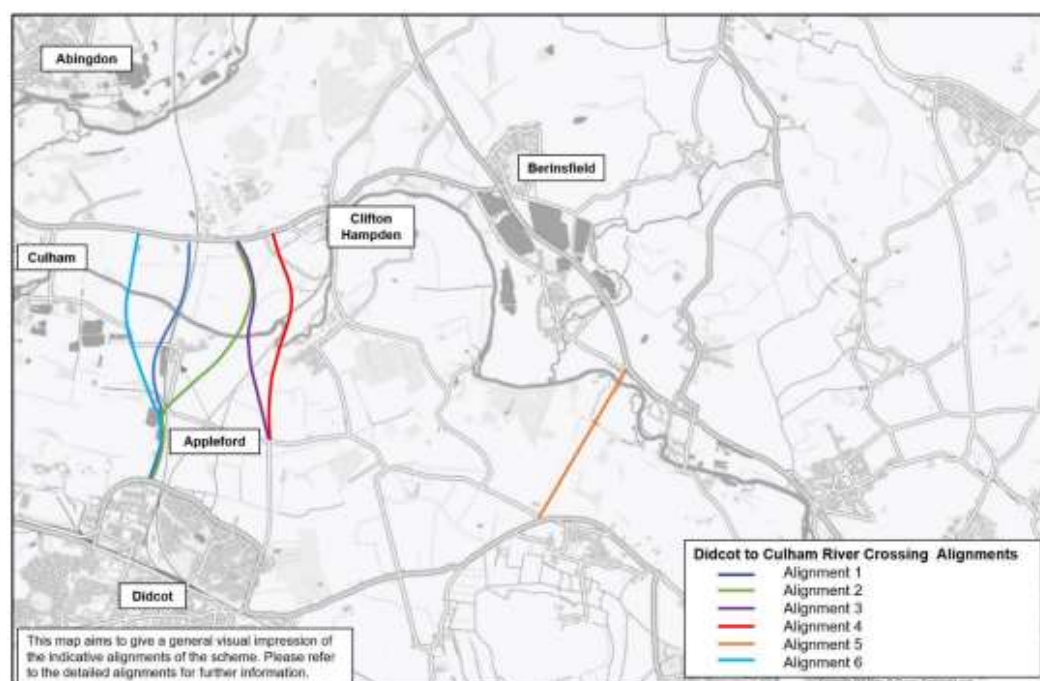 Abingdon
Berinsfield
Clifton
Hampden
Culham
Appleford
Didcot
Didcot to Culham River Crossing Alignments
Alignment 1
Alignment 2
Alignment 3
Alignment 4
Alignment 5
Alignment 6
This map aims to give a general visual impression of
the indicative alignments of the scheme. Please refer
to the detailed alignments for further information.